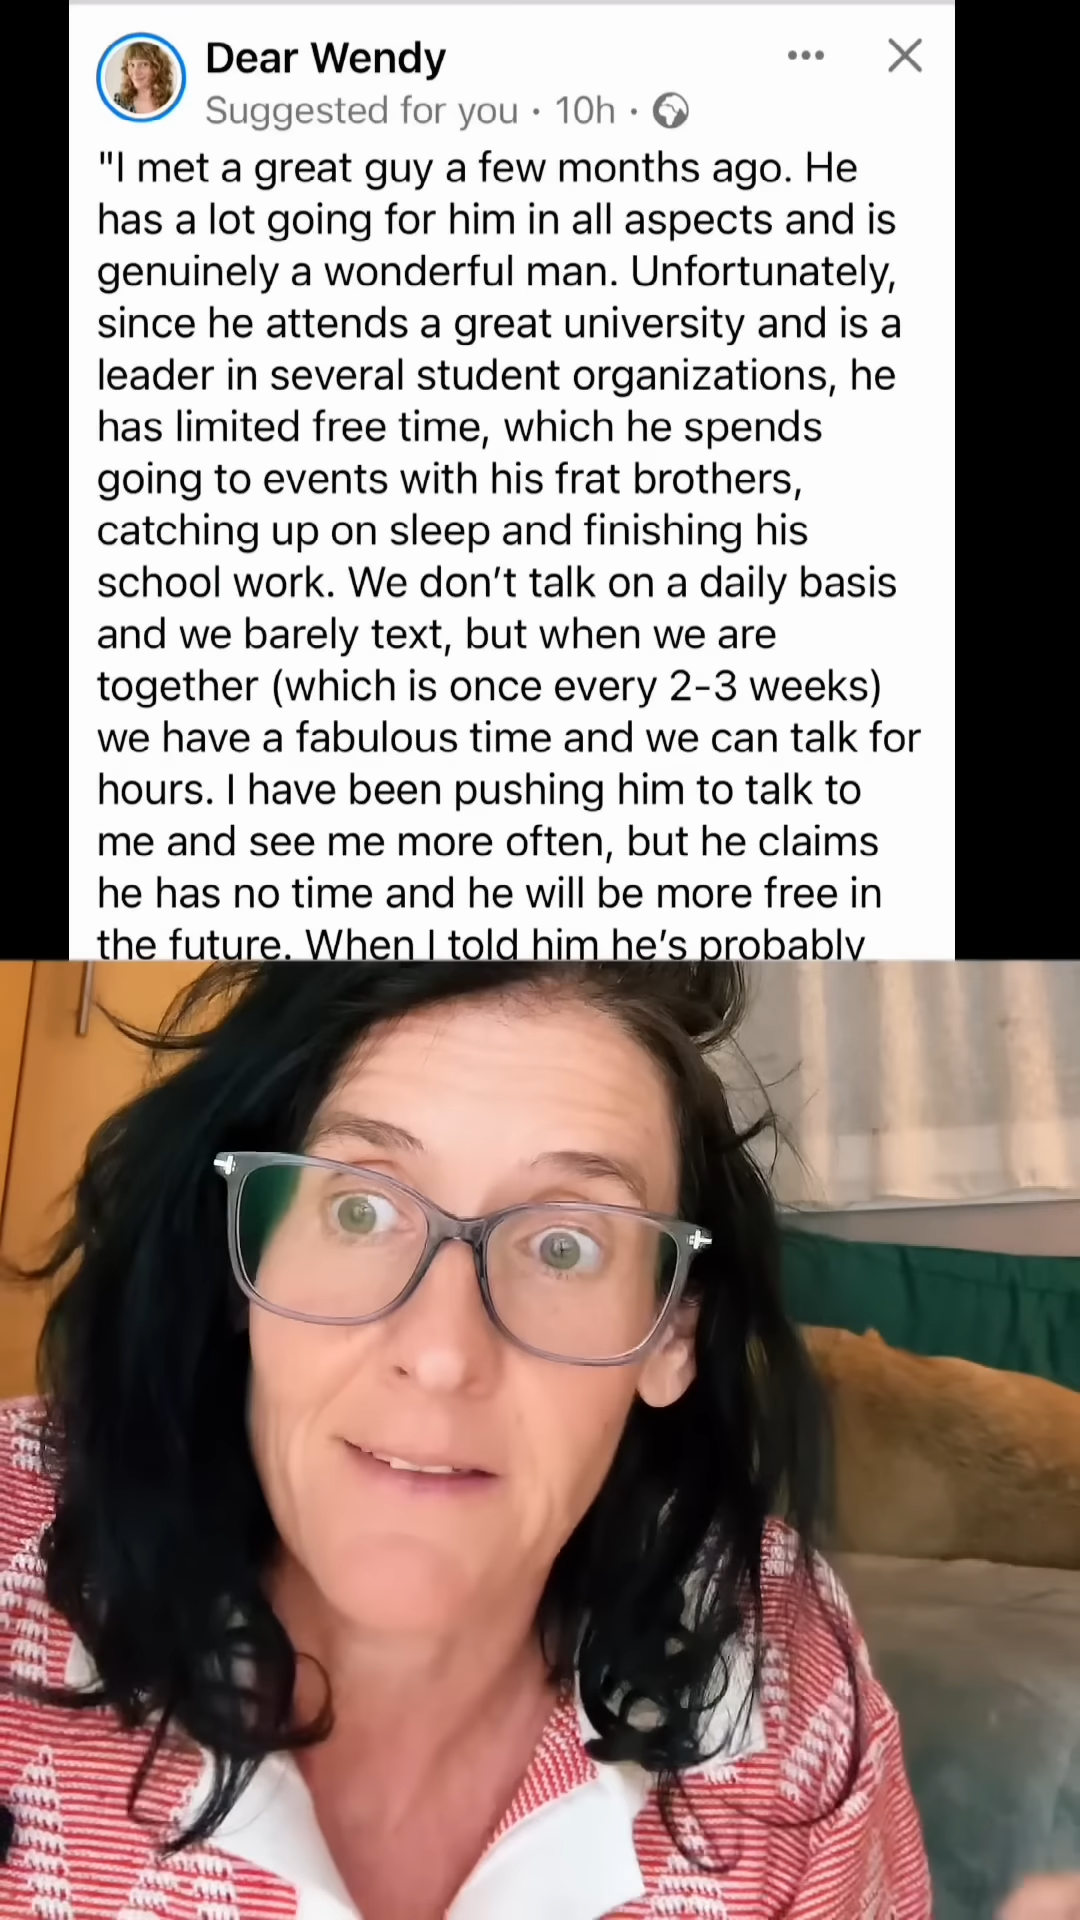 Dear Wendy
Suggested for you · 10h ·
"I met a great guy a few months ago. He
has a lot going for him in all aspects and is
genuinely a wonderful man. Unfortunately,
since he attends a great university and is a
leader in several student organizations, he
has limited free time, which he spends
going to events with his frat brothers,
catching up on sleep and finishing his
school work. We don't talk on a daily basis
and we barely text, but when we are
together (which is once every 2-3 weeks)
we have a fabulous time and we can talk for
hours. I have been pushing him to talk to
me and see me more often, but he claims
he has no time and he will be more free in
the future. When I told him he's probably